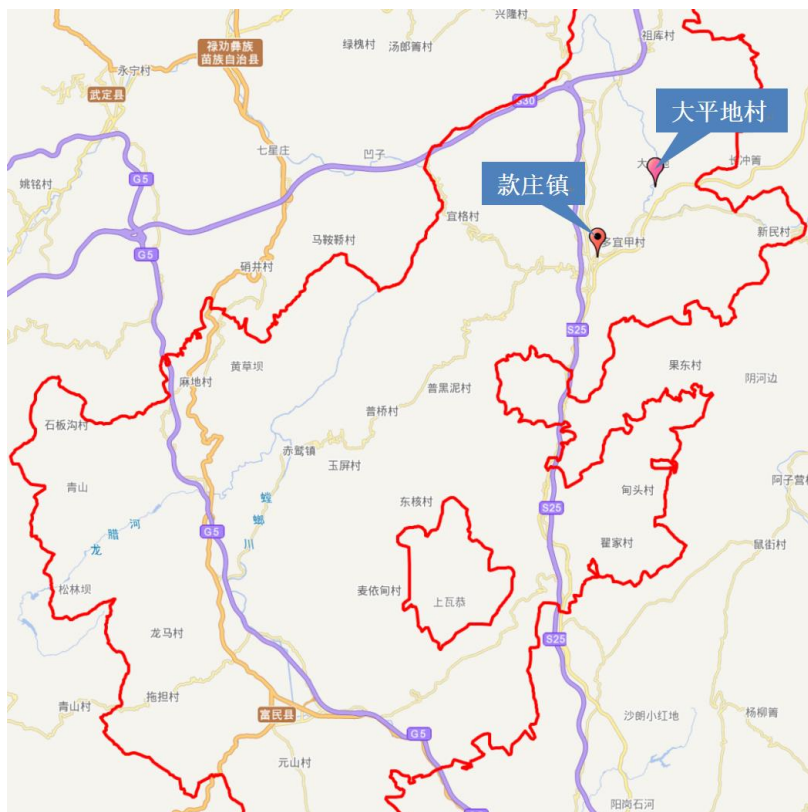 兴隆村
祖库村
禄劝彝族
苗族自治县
绿槐村
汤郎箐村
永宁村
武定县
G30
大平地村
七星庄
凹子
长冲箐
G5
姚铭村
款庄镇
宜格村
多宜甲村
新民村
马鞍颗村
G5
硝井村
S25
黄草坝
果东村
阴河边
麻地村
普黑泥村
石板沟村
普桥村
赤鹫镇
玉屏村
青山
阿子营
甸头村
东核村
螳螂川
S25
龙腊河
G5
瞿家村
鼠街村
松林坝
麦依甸村
上瓦恭
龙马村
S25
拖担村
青山村
富民县
沙朗小红地
杨柳箐
G5
元山村
阳岗石河